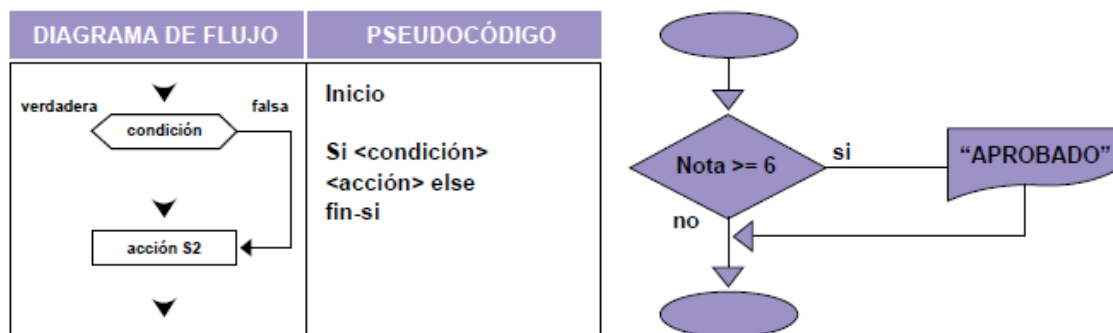 DIAGRAMA DE FLUJO
PSEUDOCÓDIGO
verdadera
falsa
condición
acción S2
Inicio
Si <condición>
<acción> else
fin-si
Nota >= 6
si
"APROBADO"
no